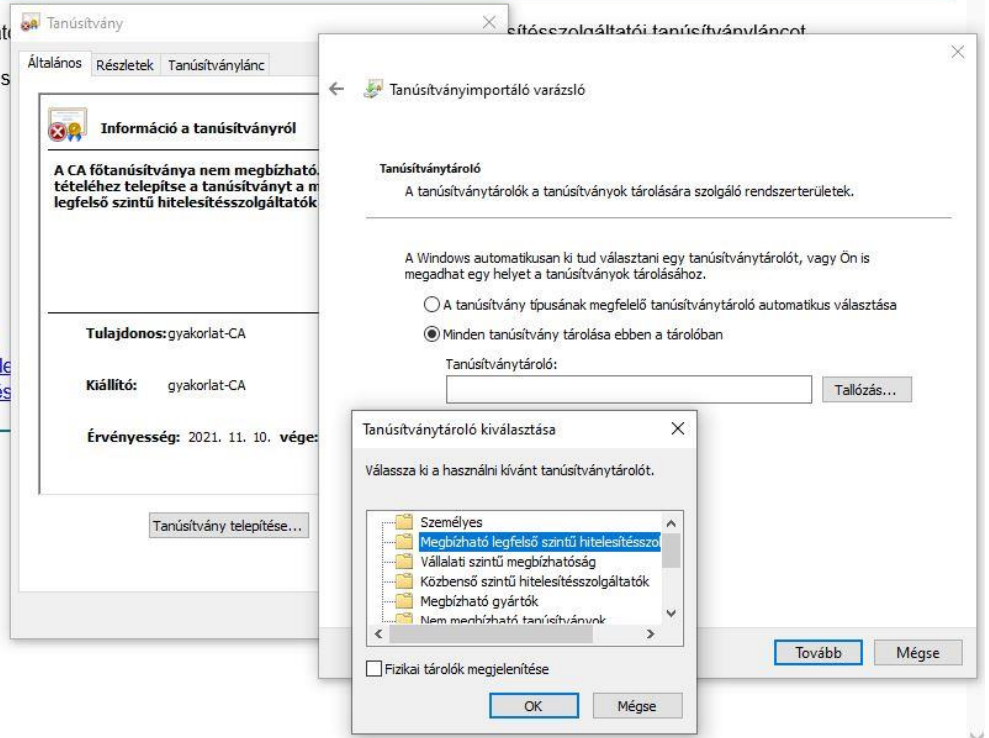 Tanúsítvány
Általános Részletek Tanúsítványlánc
Információ a tanúsítványról
A CA főtanúsítványa nem megbízható.
tételéhez telepítse a tanúsítványt a m
legfelső szintű hitelesítésszolgáltatók
Tulajdonos: gyakorlat-CA
Kiállító: gyakorlat-CA
Érvényesség: 2021. 11. 10. vége:
Tanúsítvány telepítése...
sítésszolgáltatói tanúsítványláncot
Tanúsítványimportáló varázsló
Tanúsítványtároló
A tanúsítványtárolók a tanúsítványok tárolására szolgáló rendszerterületek.
A Windows automatikusan ki tud választani egy tanúsítványtárolót, vagy Ön is
megadhat egy helyet a tanúsítványok tárolásához.
A tanúsítvány típusának megfelelő tanúsítványtároló automatikus választása
Minden tanúsítvány tárolása ebben a tárolóban
Tanúsítványtároló:
Tallózás...
Tovább Mégse
Tanúsítványtároló kiválasztása
Válassza ki a használni kívánt tanúsítványtárolót.
Személyes
Megbízható legfelső szintű hitelesítésszol
Vállalati szintű megbízhatóság
Közbenső szintű hitelesítésszolgáltatók
Megbízható gyártók
Nem megbízható tanúsítványok
Fizikai tárolók megjelenítése
OK Mégse